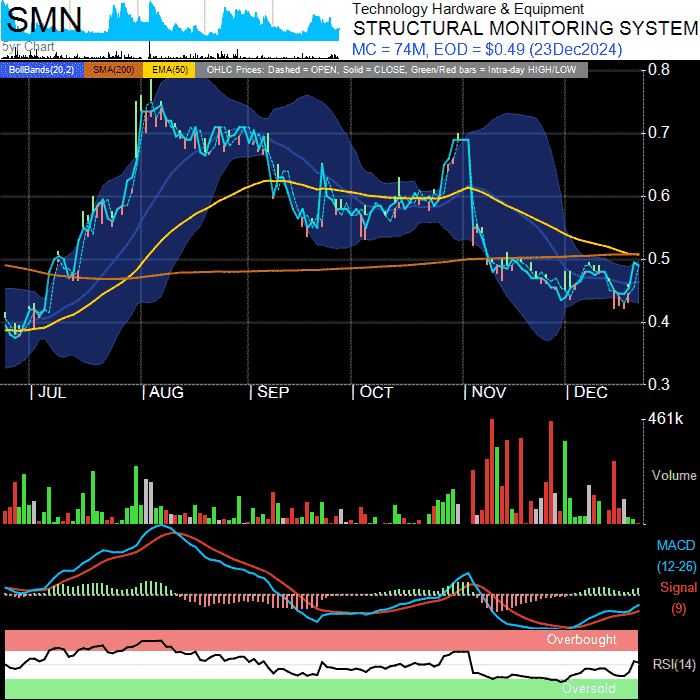 SMN
5yr Chart
Technology Hardware & Equipment
STRUCTURAL MONITORING SYSTEM
MC = 74M, EOD = $0.49 (23Dec2024)
BollBands(20,2) SMA(200) EMA(50) OHLC Prices: Dashed = OPEN, Solid = CLOSE, Green/Red bars = Intra-day HIGH/LOW
0.8
0.7
0.6
0.5
0.4
0.3
JUL AUG SEP OCT NOV DEC
461k
Volume
MACD
(12-26)
Signal
(9)
Overbought
RSI(14)
Oversold